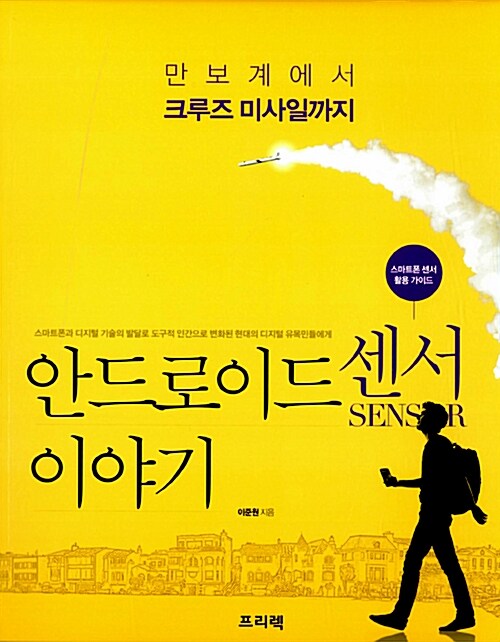 만보계에서
크루즈 미사일까지
스마트폰 센서
활용 가이드
스마트폰과 디지털 기술의 발달로 도구적 인간으로 변화된 현대의 디지털 유목민들에게
안드로이드 센서
SENSOR
이야기
이준원 지음
프리렉